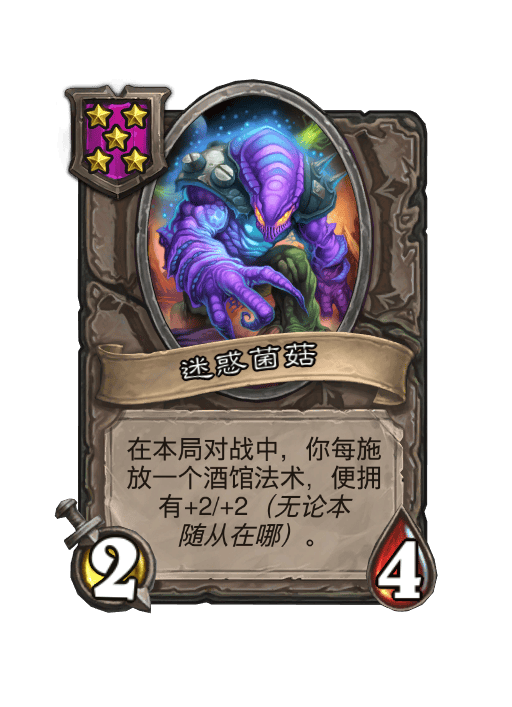 迷惑菌菇
在本局对战中，你每施
放一个酒馆法术，便拥
有+2/+2（无论本
随从在哪）。
2
4